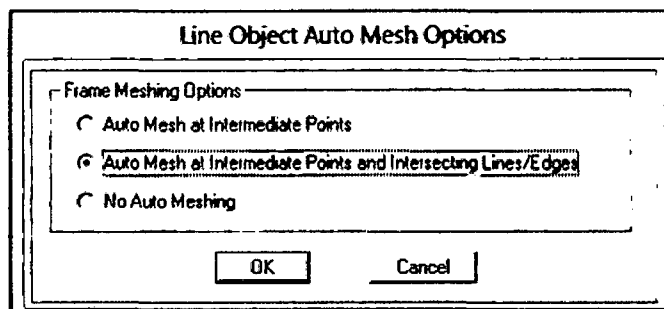 Line Object Auto Mesh Options
Frame Meshing Options
Auto Mesh at Intermediate Points
Auto Mesh at Intermediate Points and Intersecting Lines/Edges
No Auto Meshing
OK
Cancel